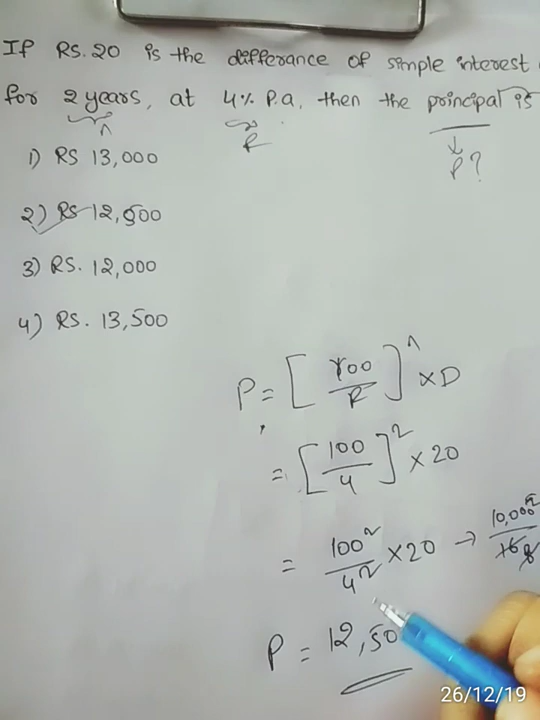 If Rs.20 is the differance of simple interest
for 2 years, at 4% P.a, then the principal is
n
R
P?
1) RS 13,000
2) RS 12,500
3) RS. 12,000
4) RS. 13,500
P = [100/R]^n × D
= [100/4]^2 × 20
= 100^2/4^2 × 20 → 10,000
P = 12,50
26/12/19